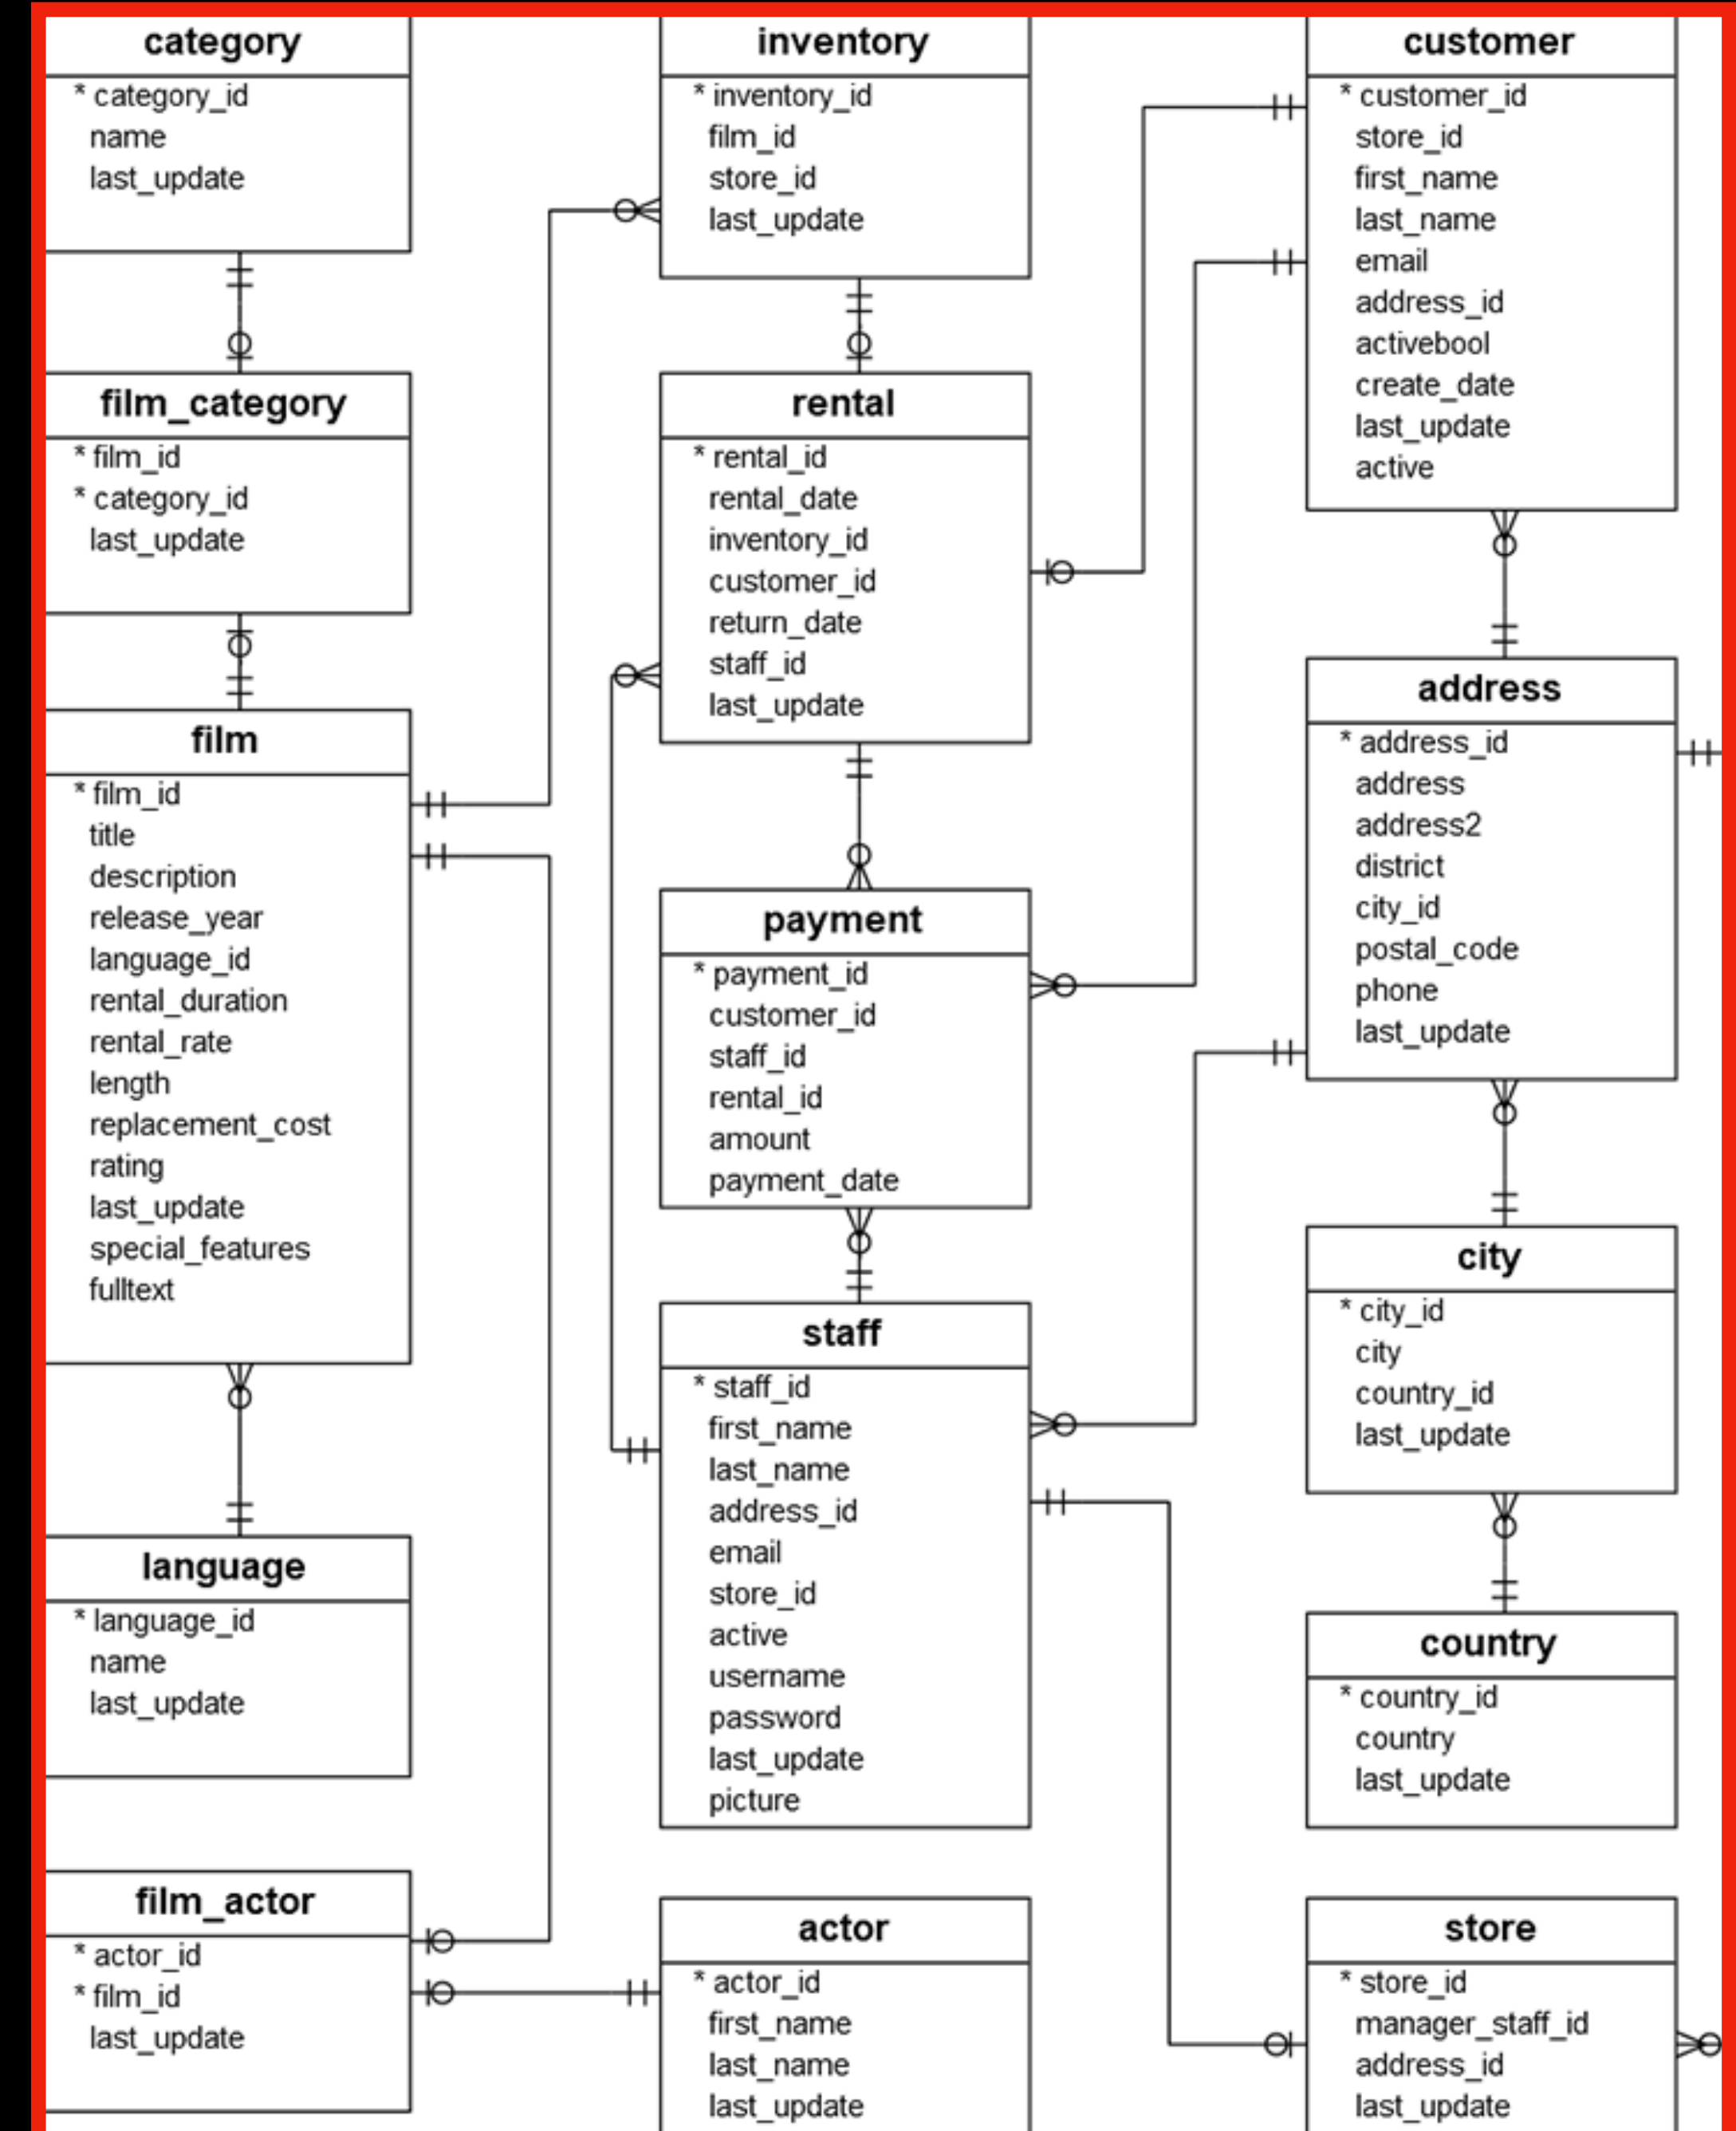 category
* category_id
name
last_update
film_category
* film_id
* category_id
last_update
film
* film_id
title
description
release_year
language_id
rental_duration
rental_rate
length
replacement_cost
rating
last_update
special_features
fulltext
language
* language_id
name
last_update
film_actor
* actor_id
* film_id
last_update
inventory
* inventory_id
film_id
store_id
last_update
rental
* rental_id
rental_date
inventory_id
customer_id
return_date
staff_id
last_update
payment
* payment_id
customer_id
staff_id
rental_id
amount
payment_date
staff
* staff_id
first_name
last_name
address_id
email
store_id
active
username
password
last_update
picture
actor
* actor_id
first_name
last_name
last_update
customer
* customer_id
store_id
first_name
last_name
email
address_id
activebool
create_date
last_update
active
address
* address_id
address
address2
district
city_id
postal_code
phone
last_update
city
* city_id
city
country_id
last_update
country
* country_id
country
last_update
store
* store_id
manager_staff_id
address_id
last_update